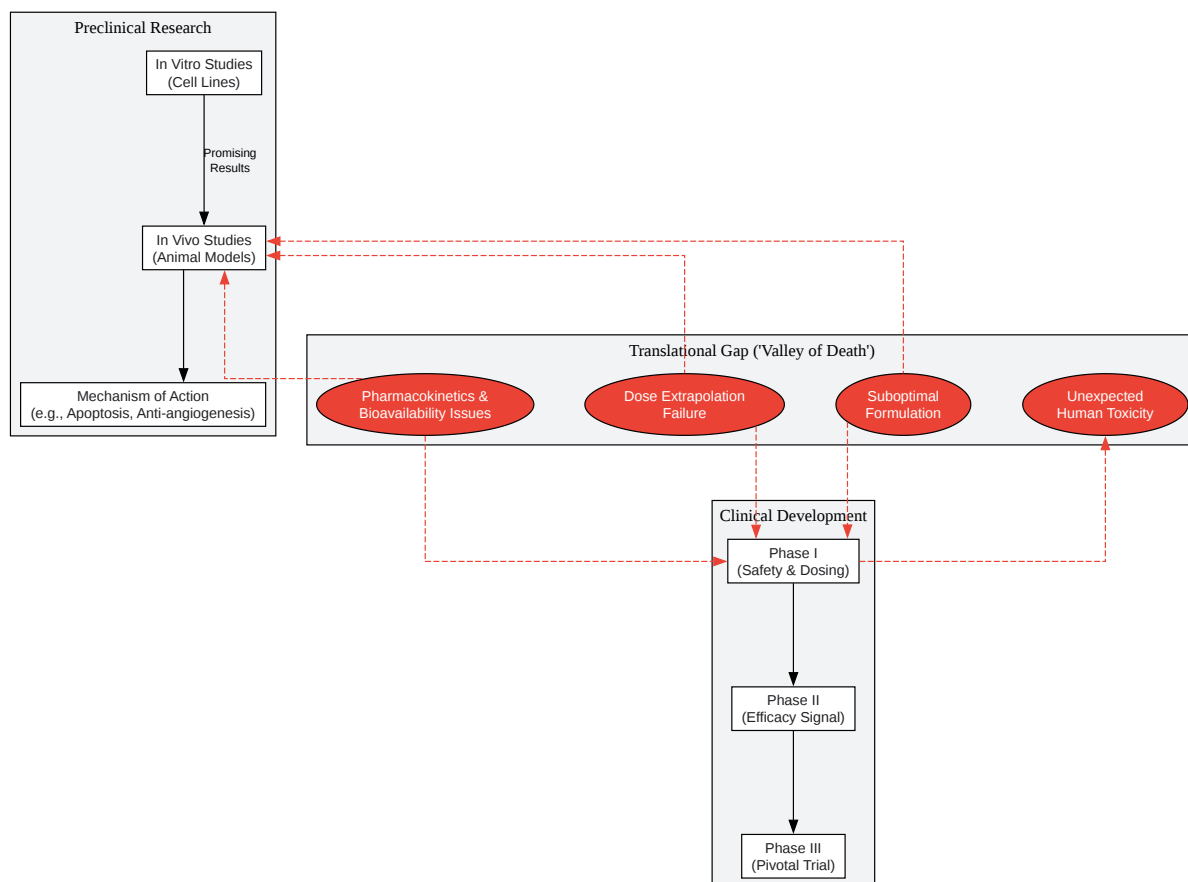 Preclinical Research
In Vitro Studies
(Cell Lines)
Promising
Results
In Vivo Studies
(Animal Models)
Mechanism of Action
(e.g., Apoptosis, Anti-angiogenesis)
Translational Gap ('Valley of Death')
Pharmacokinetics &
Bioavailability Issues
Dose Extrapolation
Failure
Suboptimal
Formulation
Unexpected
Human Toxicity
Clinical Development
Phase I
(Safety & Dosing)
Phase II
(Efficacy Signal)
Phase III
(Pivotal Trial)